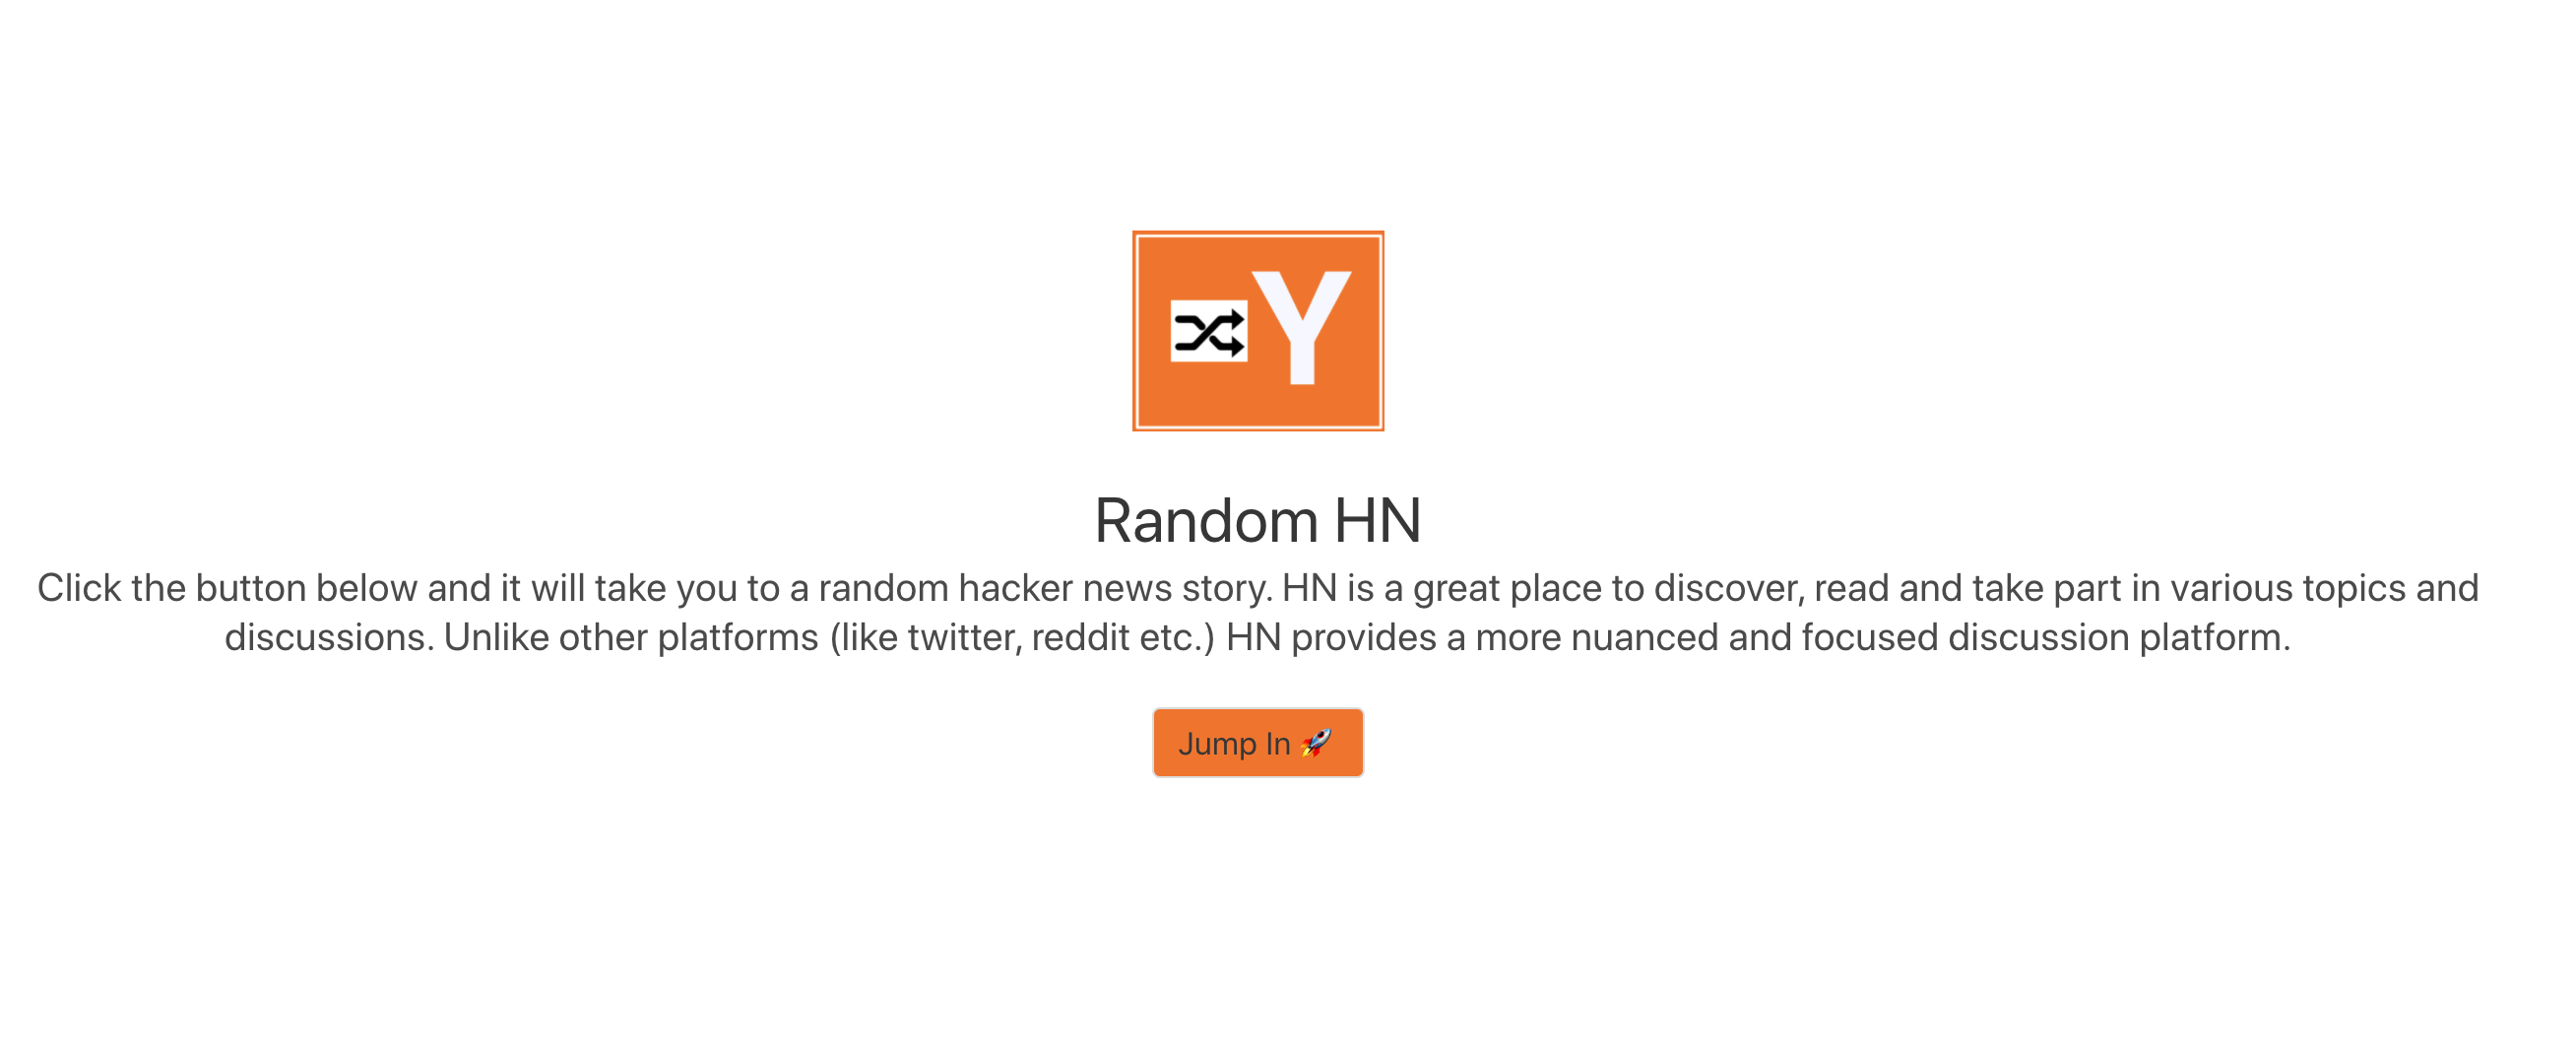 Y
Random HN
Click the button below and it will take you to a random hacker news story. HN is a great place to discover, read and take part in various topics and
discussions. Unlike other platforms (like twitter, reddit etc.) HN provides a more nuanced and focused discussion platform.
Jump In 🚀